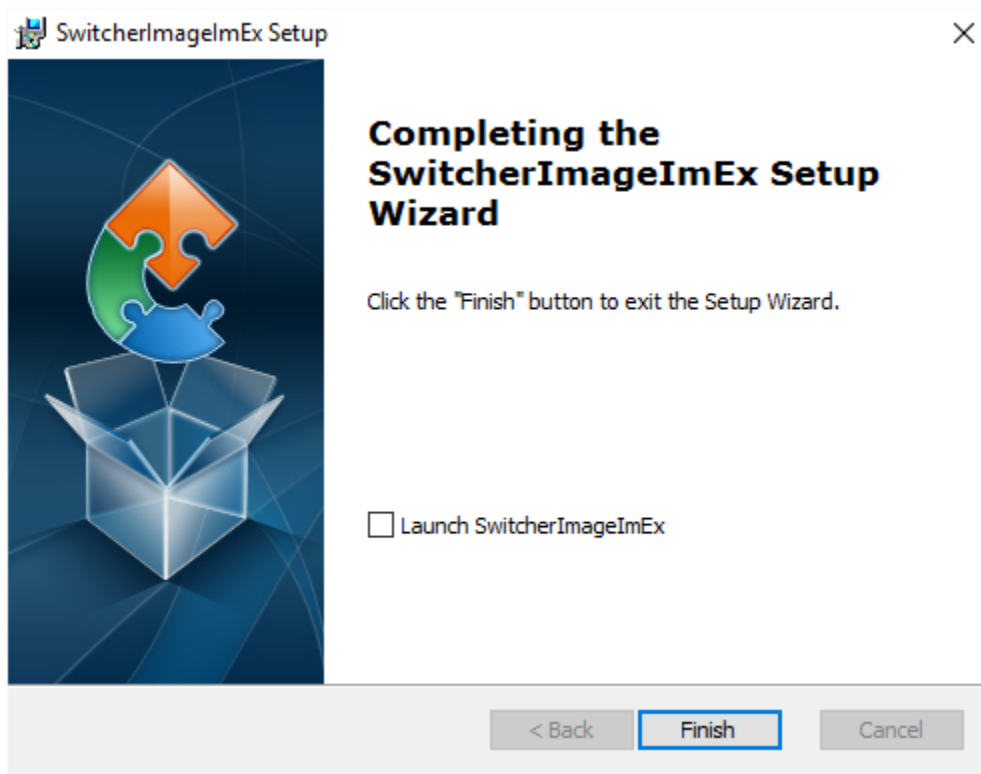 SwitcherImageImEx Setup
Completing the
SwitcherImageImEx Setup
Wizard
Click the "Finish" button to exit the Setup Wizard.
Launch SwitcherImageImEx
< Back
Finish
Cancel